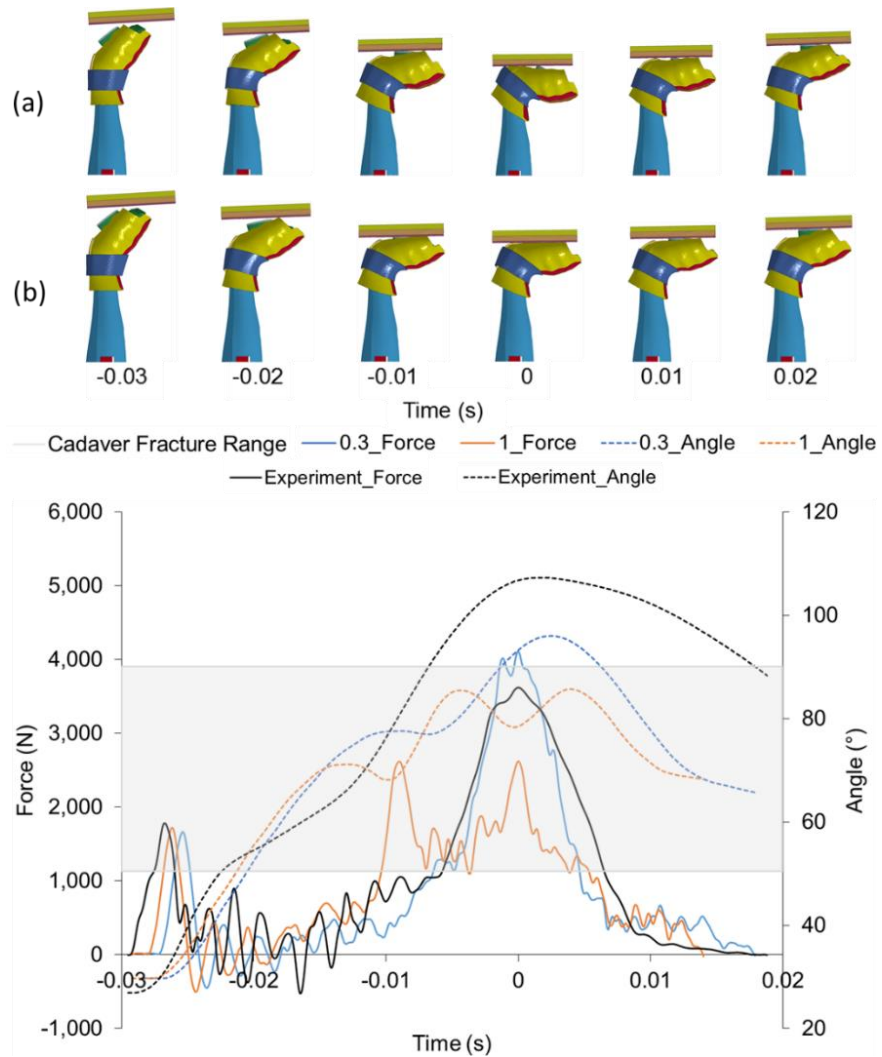 (a)
(b)
-0.03 -0.02 -0.01 0 0.01 0.02
Time (s)
Cadaver Fracture Range 0.3_Force 1_Force 0.3_Angle 1_Angle
Experiment_Force Experiment_Angle
6,000 120
5,000 100
4,000
80
3,000
Force (N) Angle (°)
2,000 60
1,000
40
0
-0.03 -0.02 -0.01 0 0.01 0.02
-1,000 20
Time (s)